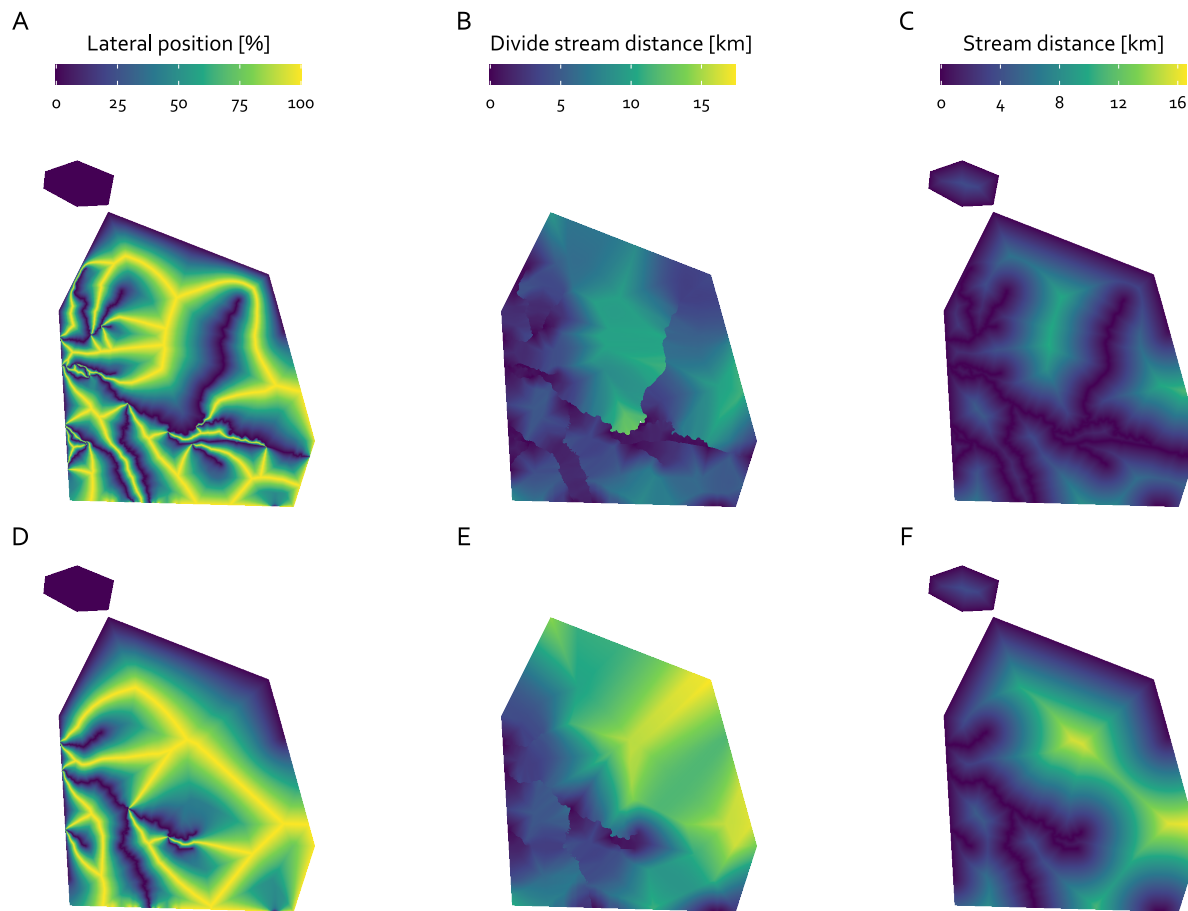 A
B
C
Lateral position [%]
Divide stream distance [km]
Stream distance [km]
0 25 50 75 100
0 5 10 15
0 4 8 12 16
D
E
F